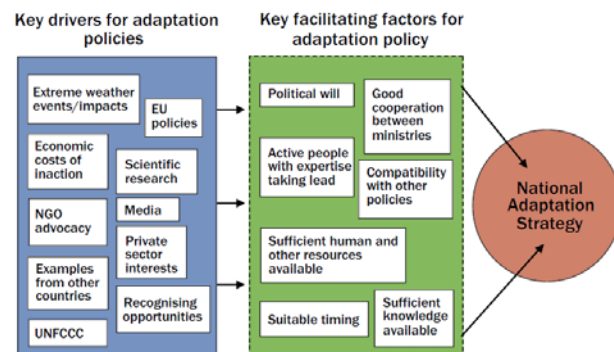 Key drivers for adaptation
policies
Key facilitating factors for
adaptation policy
Extreme weather
events/impacts
EU
policies
Economic
costs of
inaction
Scientific
research
NGO
advocacy
Media
Private
sector
interests
Examples
from other
countries
Recognising
opportunities
UNFCCC
Political will
Good
cooperation
between
ministries
Active people
with expertise
taking lead
Compatibility
with other
policies
Sufficient human and
other resources
available
Suitable timing
Sufficient
knowledge
available
National
Adaptation
Strategy